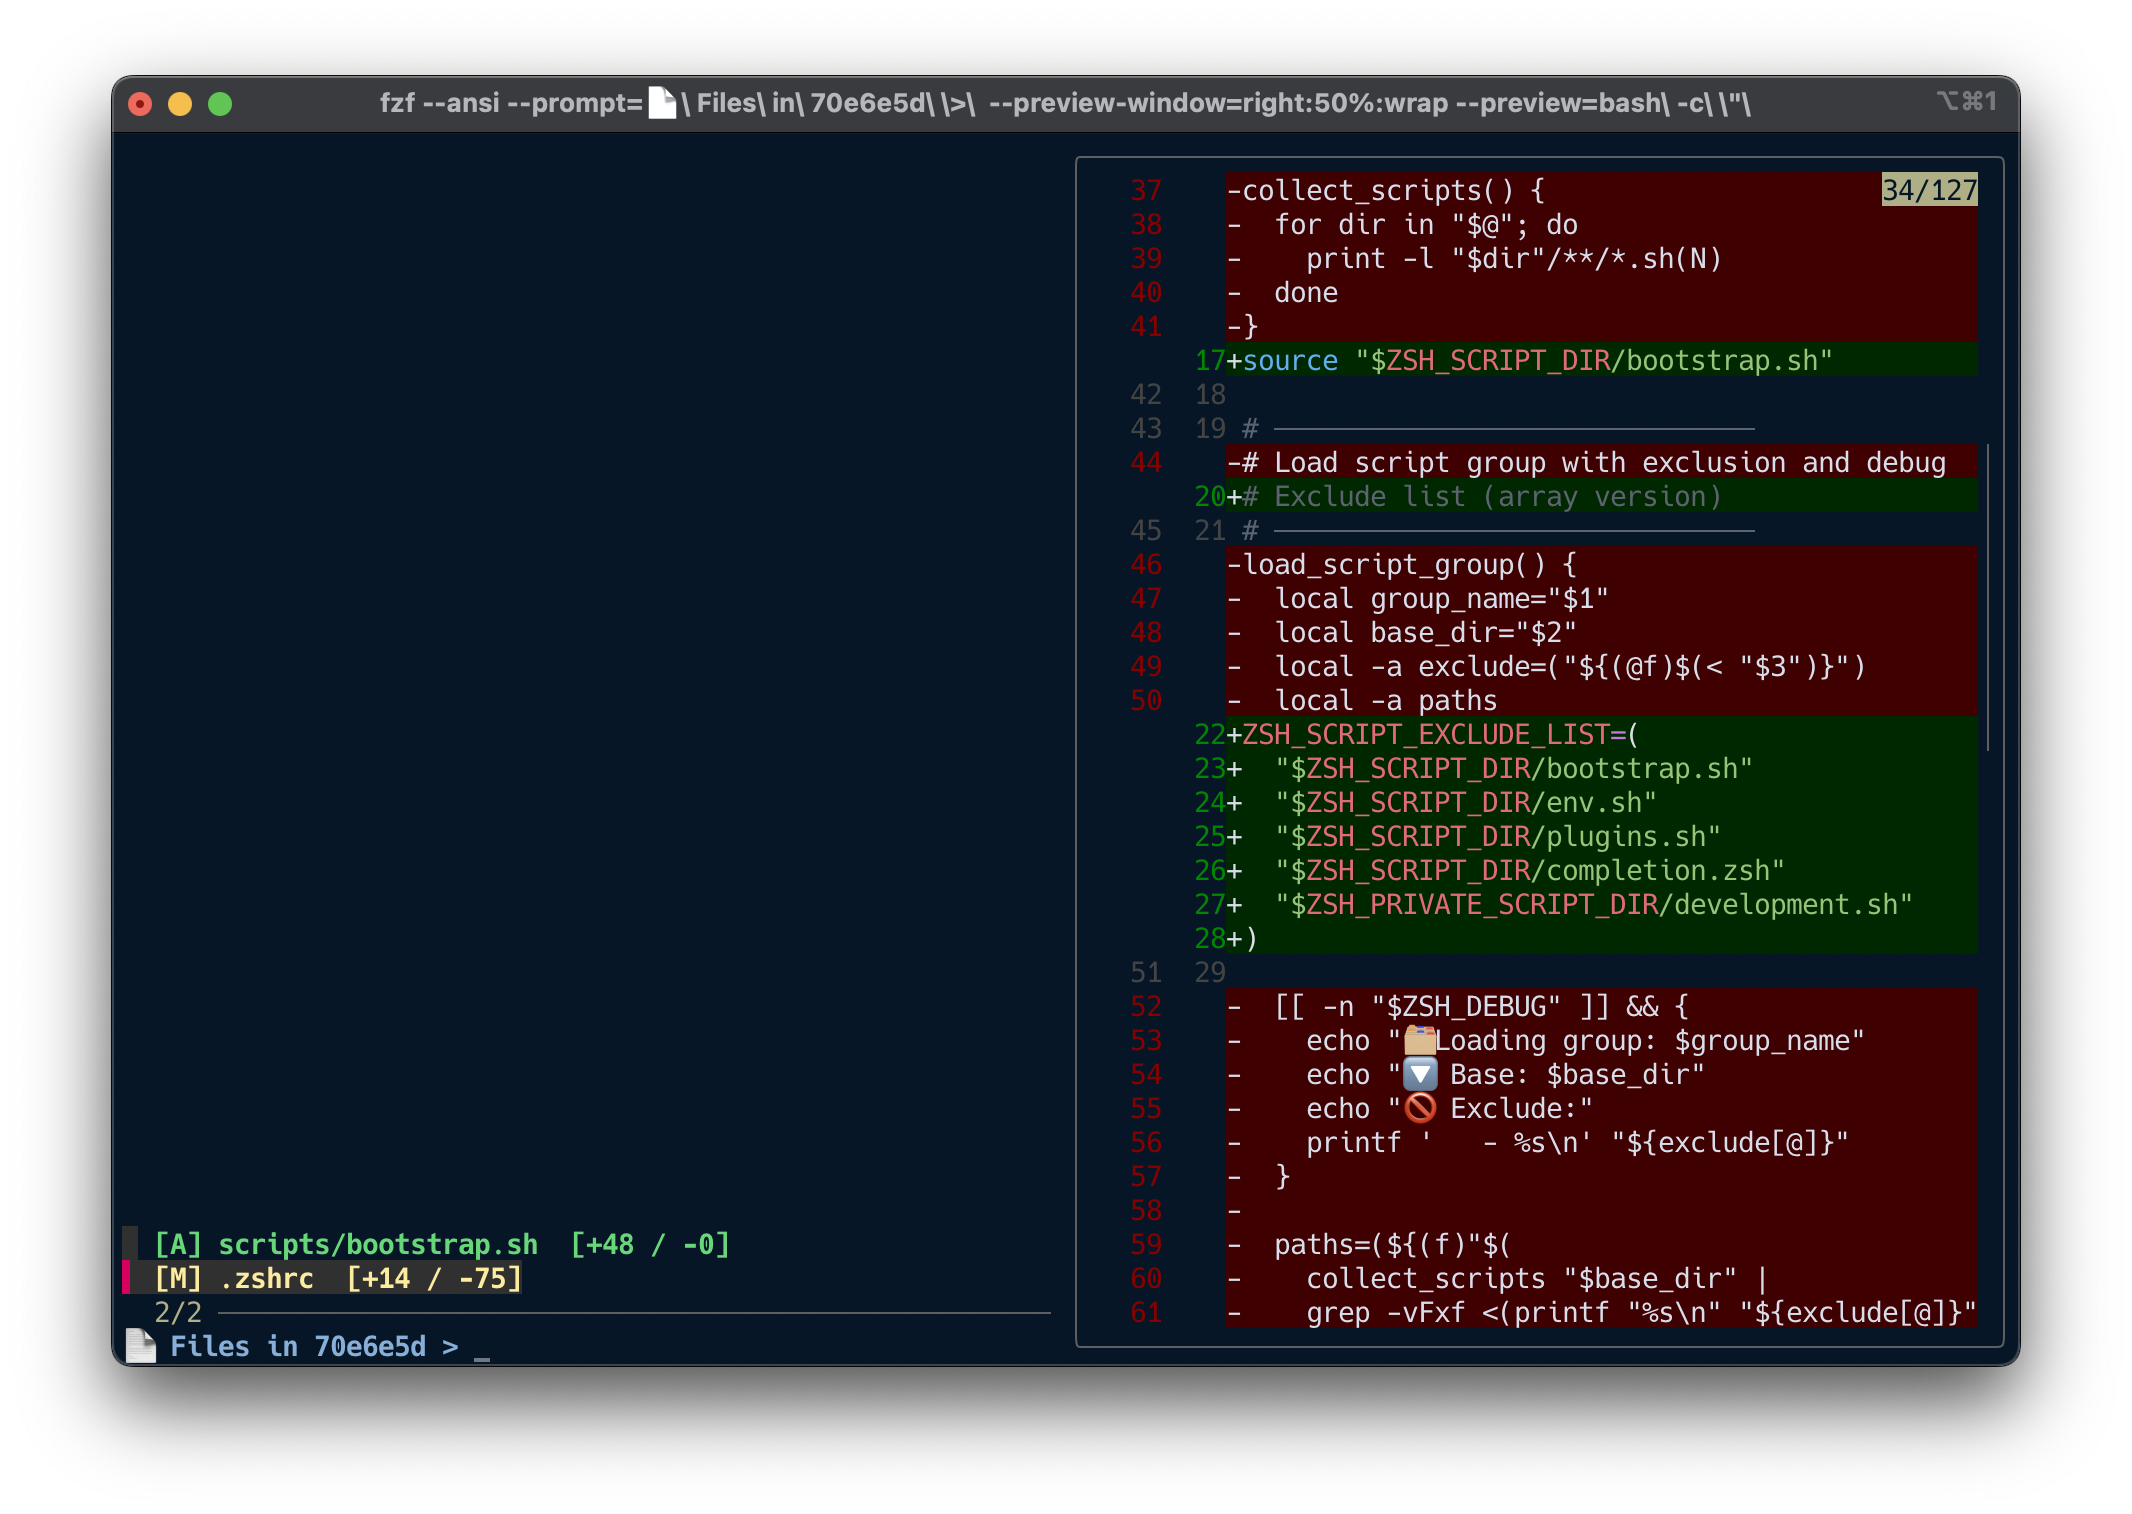 fzf --ansi --prompt=📄\ Files\ in\ 70e6e5d\ \>\  --preview-window=right:50%:wrap --preview=bash\ -c\ \"\
⌥⌘1
37 -collect_scripts() { 34/127
38 -  for dir in "$@"; do
39 -    print -l "$dir"/**/*.sh(N)
40 -  done
41 -}
17+source "$ZSH_SCRIPT_DIR/bootstrap.sh"
42 18
43 19 # ──────────────────────────────
44 -# Load script group with exclusion and debug
20+# Exclude list (array version)
45 21 # ──────────────────────────────
46 -load_script_group() {
47 -  local group_name="$1"
48 -  local base_dir="$2"
49 -  local -a exclude=("${(@f)$(< "$3")}")
50 -  local -a paths
22+ZSH_SCRIPT_EXCLUDE_LIST=(
23+  "$ZSH_SCRIPT_DIR/bootstrap.sh"
24+  "$ZSH_SCRIPT_DIR/env.sh"
25+  "$ZSH_SCRIPT_DIR/plugins.sh"
26+  "$ZSH_SCRIPT_DIR/completion.zsh"
27+  "$ZSH_PRIVATE_SCRIPT_DIR/development.sh"
28+)
51 29
52 -  [[ -n "$ZSH_DEBUG" ]] && {
53 -    echo "🗂️Loading group: $group_name"
54 -    echo "🔽 Base: $base_dir"
55 -    echo "🚫 Exclude:"
56 -    printf '   - %s\n' "${exclude[@]}"
57 -  }
58 -
59 -  paths=(${(f)"$(
60 -    collect_scripts "$base_dir" |
61 -    grep -vFxf <(printf "%s\n" "${exclude[@]}"
[A] scripts/bootstrap.sh  [+48 / -0]
[M] .zshrc  [+14 / -75]
2/2
📄 Files in 70e6e5d > _